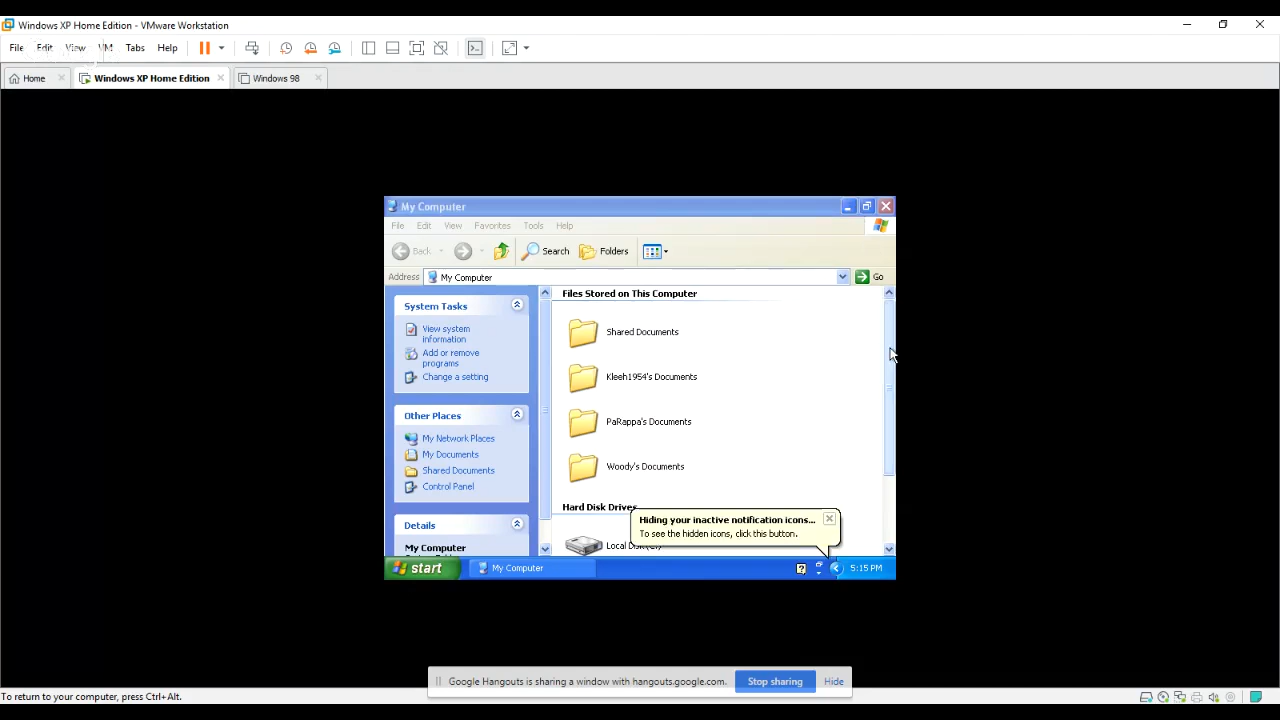 Windows XP Home Edition - VMware Workstation
File Edit View VM Tabs Help
Home Windows XP Home Edition Windows 98
My Computer
File Edit View Favorites Tools Help
Back Search Folders
Address My Computer Go
System Tasks
View system
information
Add or remove
programs
Change a setting
Other Places
My Network Places
My Documents
Shared Documents
Control Panel
Details
My Computer
Files Stored on This Computer
Shared Documents
Kleeh1954's Documents
PaRappa's Documents
Woody's Documents
Hard Disk Drives
Local Disk (C:)
Hiding your inactive notification icons...
To see the hidden icons, click this button.
start My Computer 5:15 PM
Google Hangouts is sharing a window with hangouts.google.com. Stop sharing Hide
To return to your computer, press Ctrl+Alt.